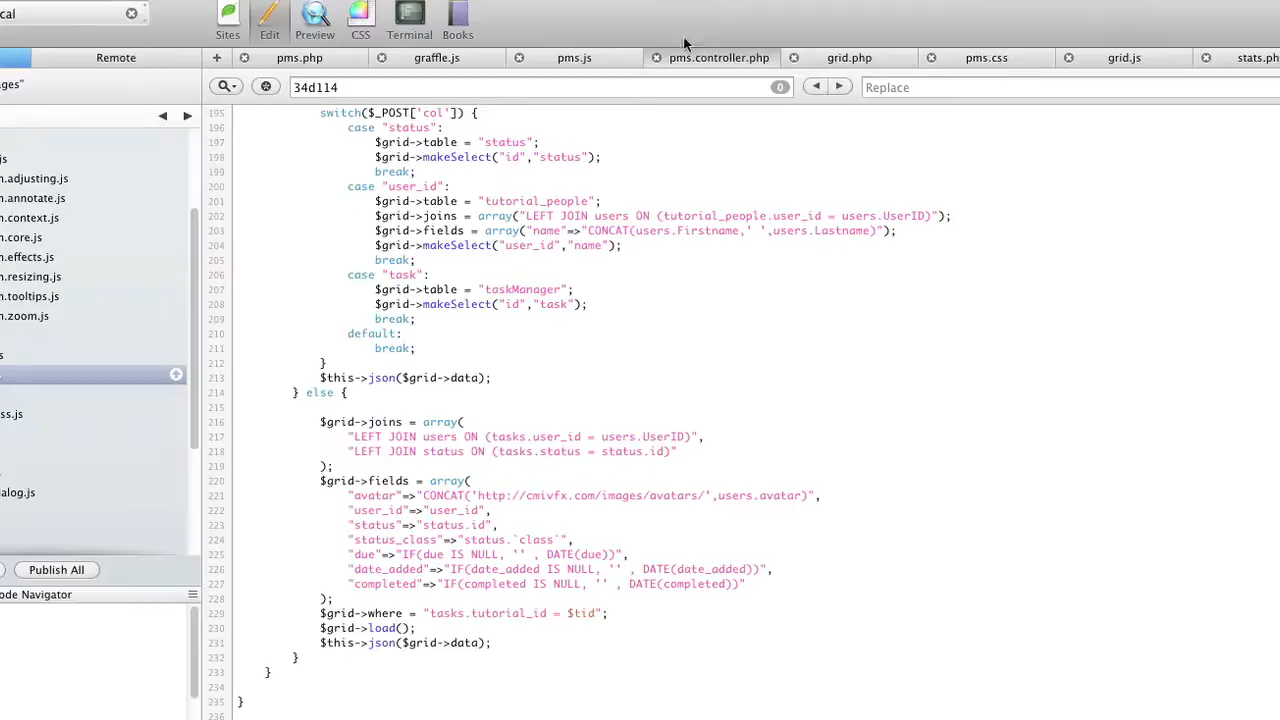 cal
Sites Edit Preview CSS Terminal Books
Remote
pms.php graffle.js pms.js pms.controller.php grid.php pms.css grid.js stats.ph
ages"
34d114 0 Replace
js
m.adjusting.js
m.annotate.js
m.context.js
m.core.js
m.effects.js
m.resizing.js
m.tooltips.js
m.zoom.js
s
ss.js
ialog.js
Publish All
ode Navigator
195 switch($_POST['col']) {
196 case "status":
197 $grid->table = "status";
198 $grid->makeSelect("id","status");
199 break;
200 case "user_id":
201 $grid->table = "tutorial_people";
202 $grid->joins = array("LEFT JOIN users ON (tutorial_people.user_id = users.UserID)");
203 $grid->fields = array("name"=>"CONCAT(users.Firstname,' ',users.Lastname)");
204 $grid->makeSelect("user_id","name");
205 break;
206 case "task":
207 $grid->table = "taskManager";
208 $grid->makeSelect("id","task");
209 break;
210 default:
211 break;
212 }
213 $this->json($grid->data);
214 } else {
215
216 $grid->joins = array(
217 "LEFT JOIN users ON (tasks.user_id = users.UserID)",
218 "LEFT JOIN status ON (tasks.status = status.id)"
219 );
220 $grid->fields = array(
221 "avatar"=>"CONCAT('http://cmivfx.com/images/avatars/',users.avatar)",
222 "user_id"=>"user_id",
223 "status"=>"status.id",
224 "status_class"=>"status.`class`",
225 "due"=>"IF(due IS NULL, '' , DATE(due))",
226 "date_added"=>"IF(date_added IS NULL, '' , DATE(date_added))",
227 "completed"=>"IF(completed IS NULL, '' , DATE(completed))"
228 );
229 $grid->where = "tasks.tutorial_id = $tid";
230 $grid->load();
231 $this->json($grid->data);
232 }
233 }
234
235 }
236